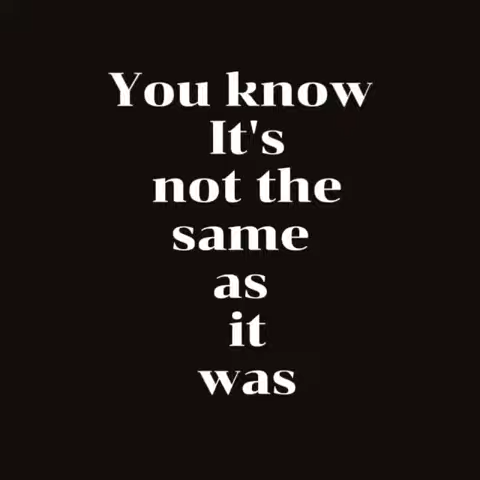 You know
It's
not the
same
as
it
was